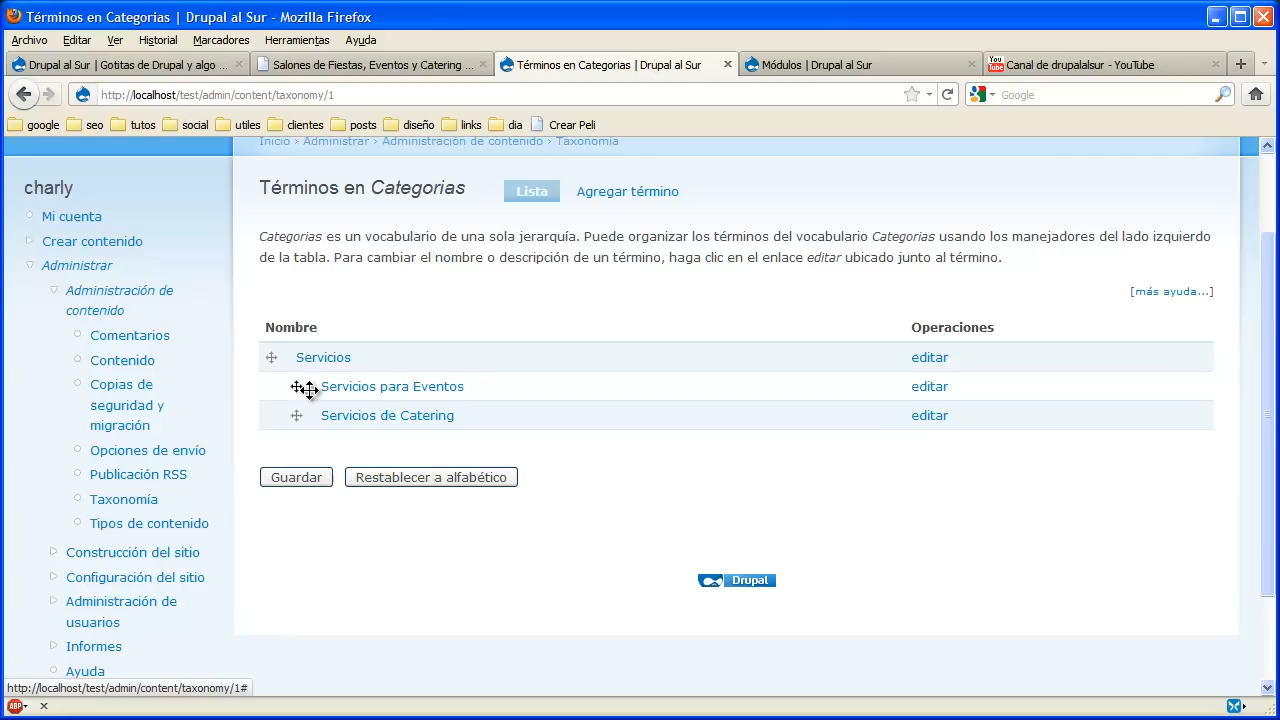 Términos en Categorias | Drupal al Sur - Mozilla Firefox
Archivo Editar Ver Historial Marcadores Herramientas Ayuda
Drupal al Sur | Gotitas de Drupal y algo ... Salones de Fiestas, Eventos y Catering ... Términos en Categorias | Drupal al Sur Módulos | Drupal al Sur You Tube Canal de drupalalsur - YouTube
http://localhost/test/admin/content/taxonomy/1 Google
google seo tutos social utiles clientes posts diseño links dia Crear Peli
Inicio › Administrar › Administración de contenido › Taxonomía
charly
Mi cuenta
Crear contenido
Administrar
Administración de
contenido
Comentarios
Contenido
Copias de
seguridad y
migración
Opciones de envío
Publicación RSS
Taxonomía
Tipos de contenido
Construcción del sitio
Configuración del sitio
Administración de
usuarios
Informes
Ayuda
Términos en Categorias Lista Agregar término
Categorias es un vocabulario de una sola jerarquía. Puede organizar los términos del vocabulario Categorias usando los manejadores del lado izquierdo
de la tabla. Para cambiar el nombre o descripción de un término, haga clic en el enlace editar ubicado junto al término.
[más ayuda...]
Nombre Operaciones
Servicios editar
Servicios para Eventos editar
Servicios de Catering editar
Guardar Restablecer a alfabético
Drupal
http://localhost/test/admin/content/taxonomy/1#
ABP